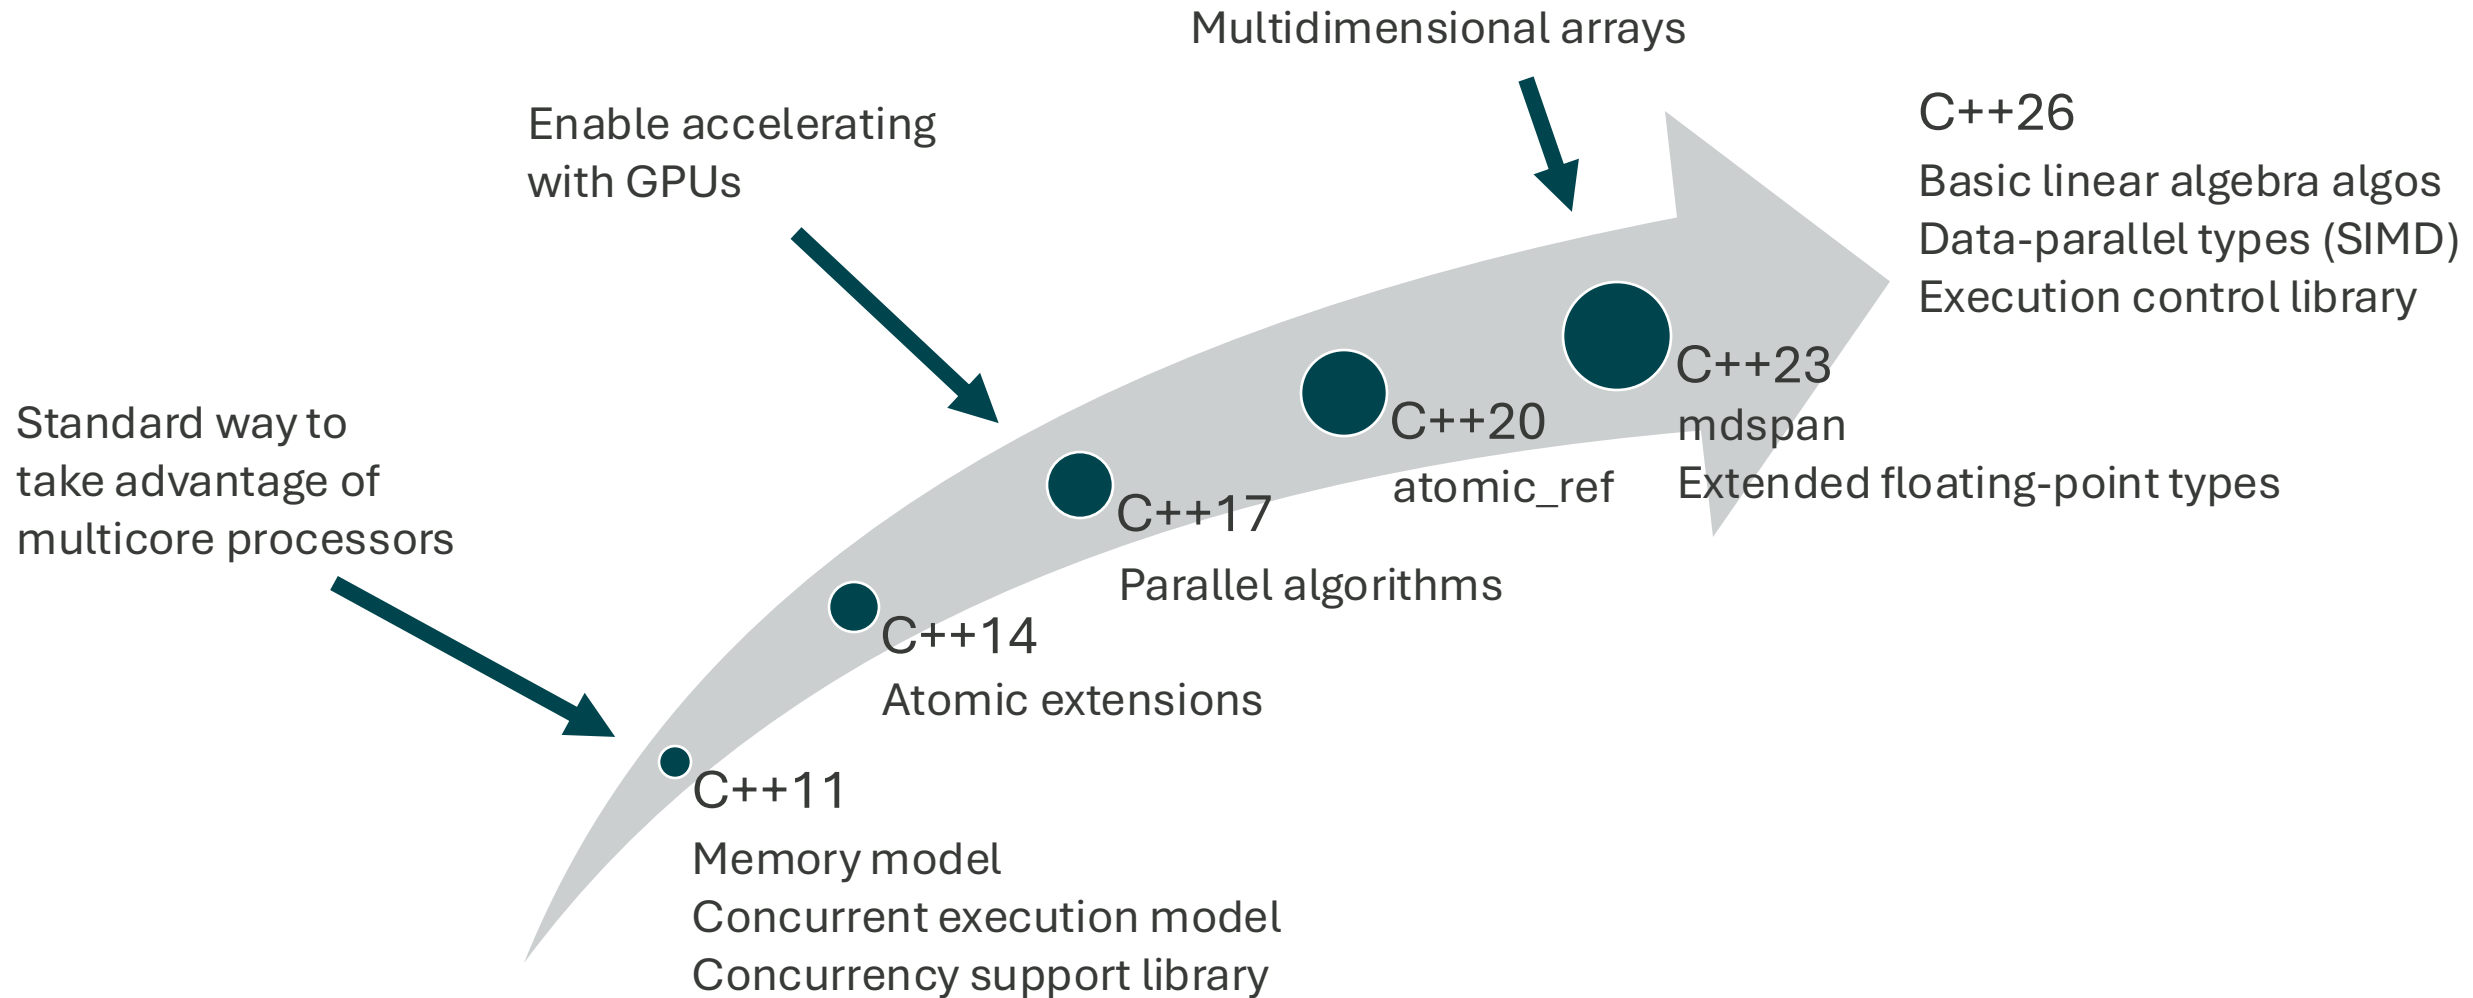 Multidimensional arrays
Enable accelerating
with GPUs
Standard way to
take advantage of
multicore processors
C++11
Memory model
Concurrent execution model
Concurrency support library
C++14
Atomic extensions
C++17
Parallel algorithms
C++20
atomic_ref
C++23
mdspan
Extended floating-point types
C++26
Basic linear algebra algos
Data-parallel types (SIMD)
Execution control library